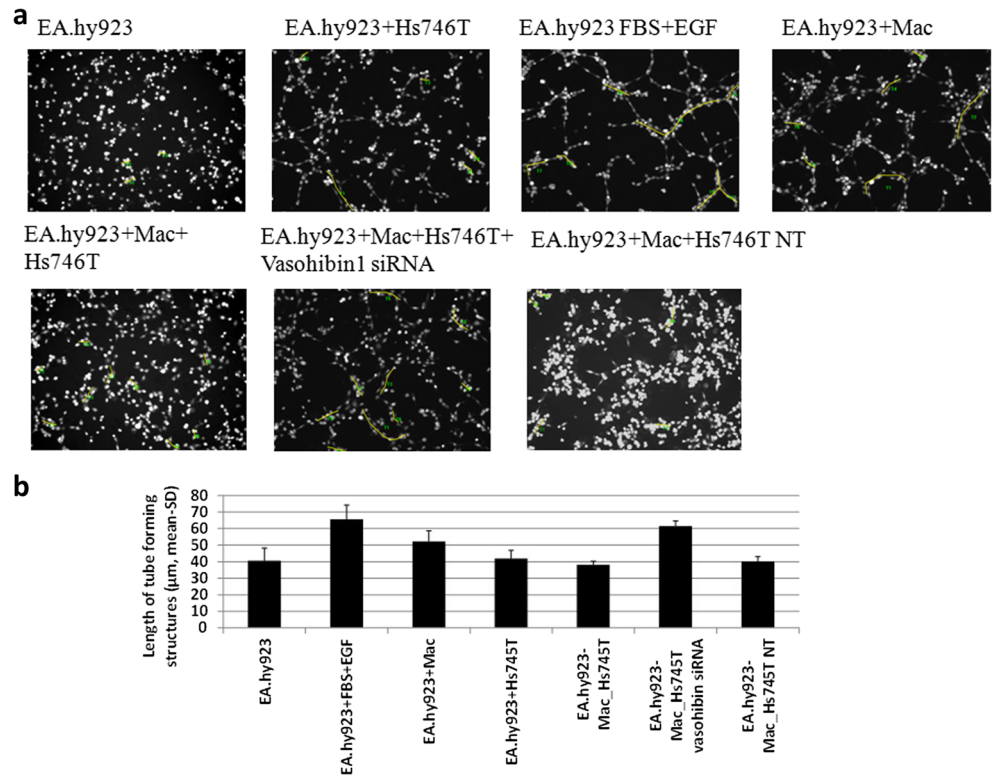 a
EA.hy923
EA.hy923+Hs746T
EA.hy923 FBS+EGF
EA.hy923+Mac
EA.hy923+Mac+
Hs746T
EA.hy923+Mac+Hs746T+
Vasohibin1 siRNA
EA.hy923+Mac+Hs746T NT
b
Length of tube forming
structures (µm, mean-SD)
80
70
60
50
40
30
20
10
0
EA.hy923
EA.hy923+FBS+EGF
EA.hy923+Mac
EA.hy923+Hs745T
EA.hy923-
Mac_Hs745T
EA.hy923-
Mac_Hs745T
vasohibin siRNA
EA.hy923-
Mac_Hs745T NT